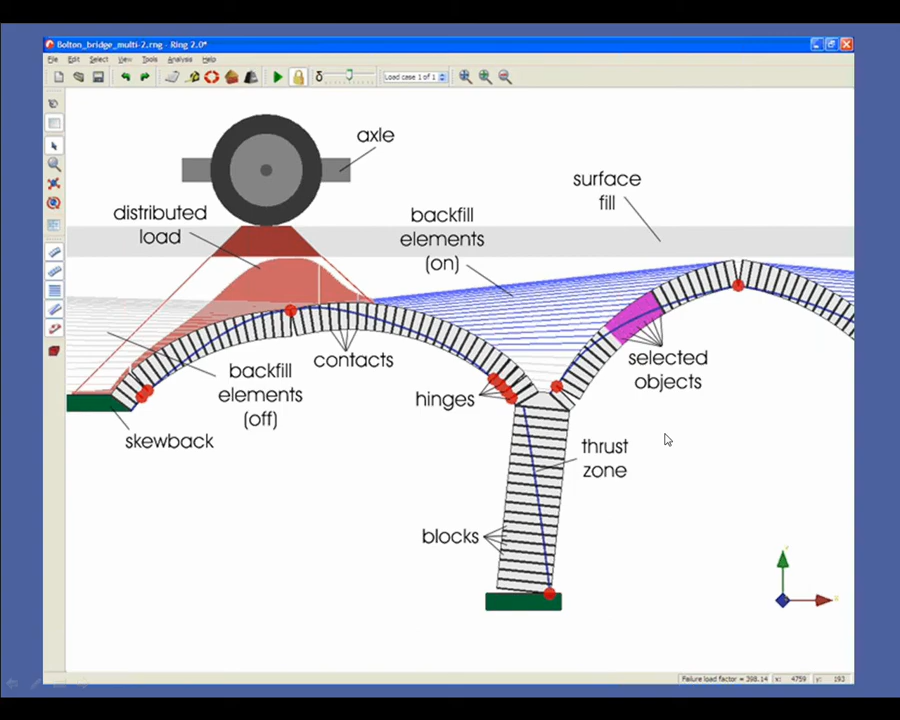 Bolton_bridge_multi-2.rng - Ring 2.0*
File Edit Select View Tools Analysis Help
δ
Load case 1 of 1
axle
surface
fill
distributed
load
backfill
elements
(on)
contacts
selected
objects
backfill
elements
(off)
hinges
skewback
thrust
zone
blocks
Failure load factor = 398.14 x: 4759 y: 193